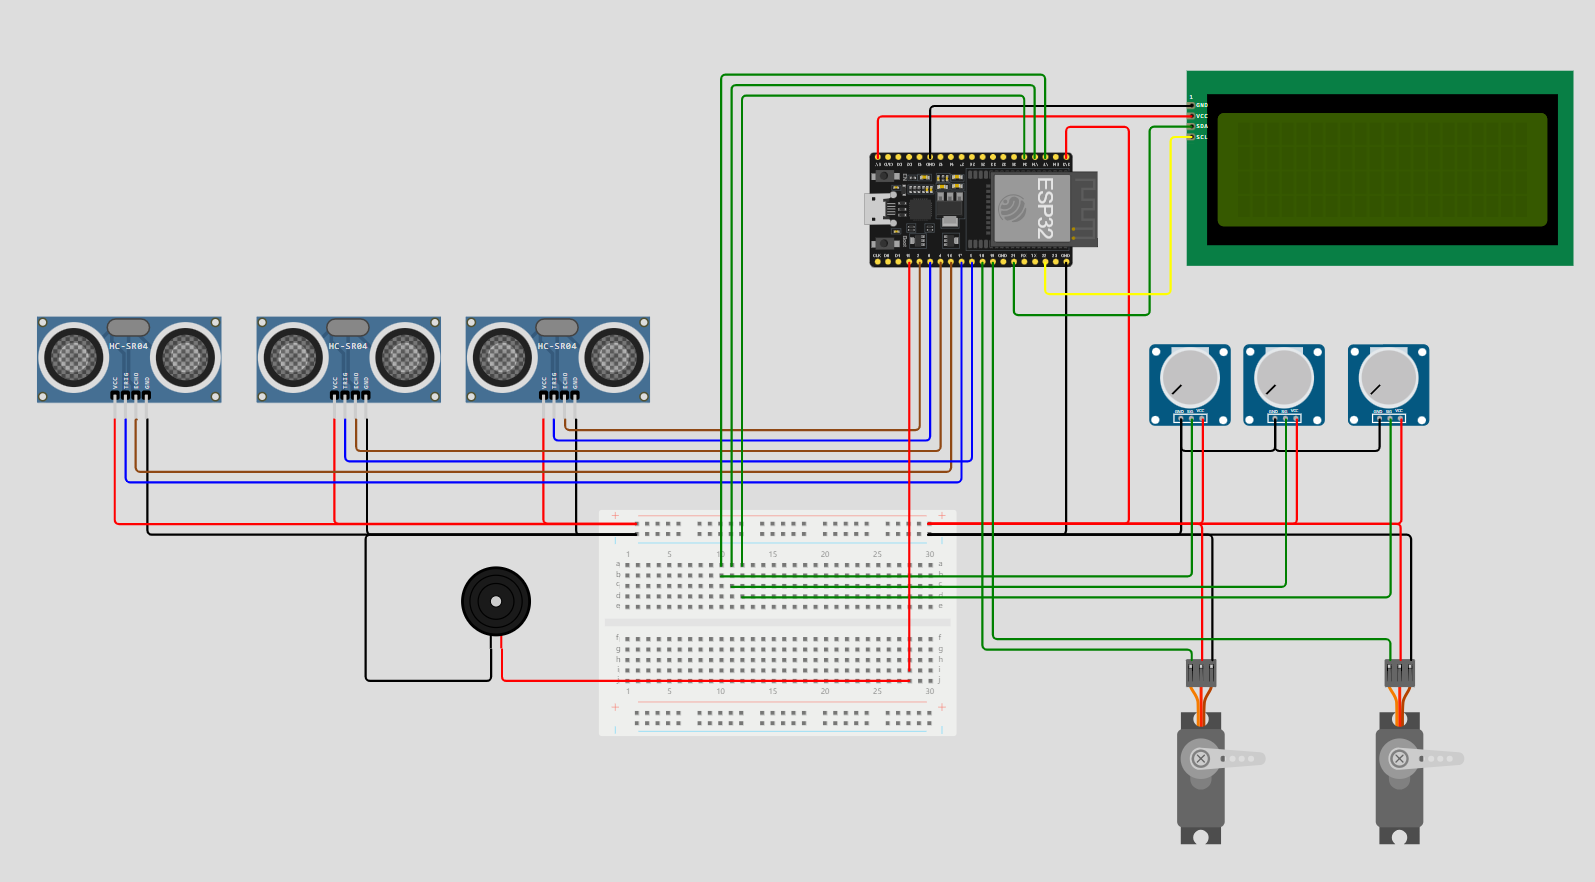 1
GND
VCC
SDA
SCL
ESP32
HC-SR04
HC-SR04
HC-SR04
VCC TRIG ECHO GND
VCC TRIG ECHO GND
VCC TRIG ECHO GND
GND SIG VCC
GND SIG VCC
GND SIG VCC
+ +
1 5 10 15 20 25 30
a a
b b
c c
d d
e e
f f
g g
h h
i i
j j
1 5 10 15 20 25 30
+ +